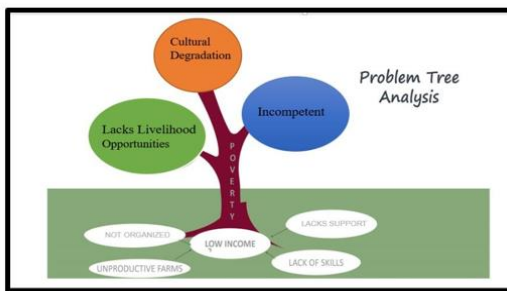 Cultural
Degradation
Problem Tree
Analysis
Incompetent
Lacks Livelihood
Opportunities
POVERTY
NOT ORGANIZED
LACKS SUPPORT
LOW INCOME
UNPRODUCTIVE FARMS
LACK OF SKILLS